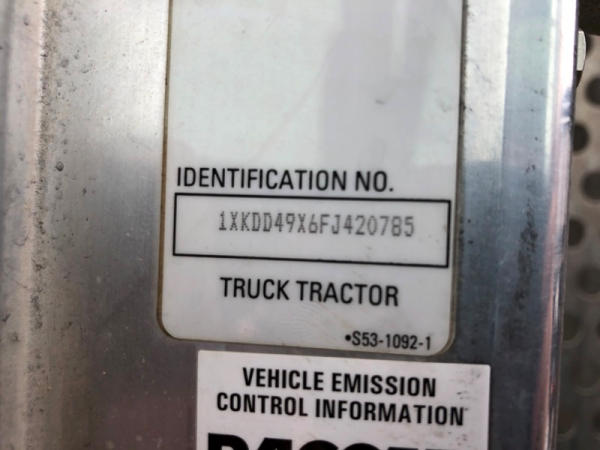 IDENTIFICATION NO.
1XKDD49X6FJ420785
TRUCK TRACTOR
•S53-1092-1
VEHICLE EMISSION
CONTROL INFORMATION